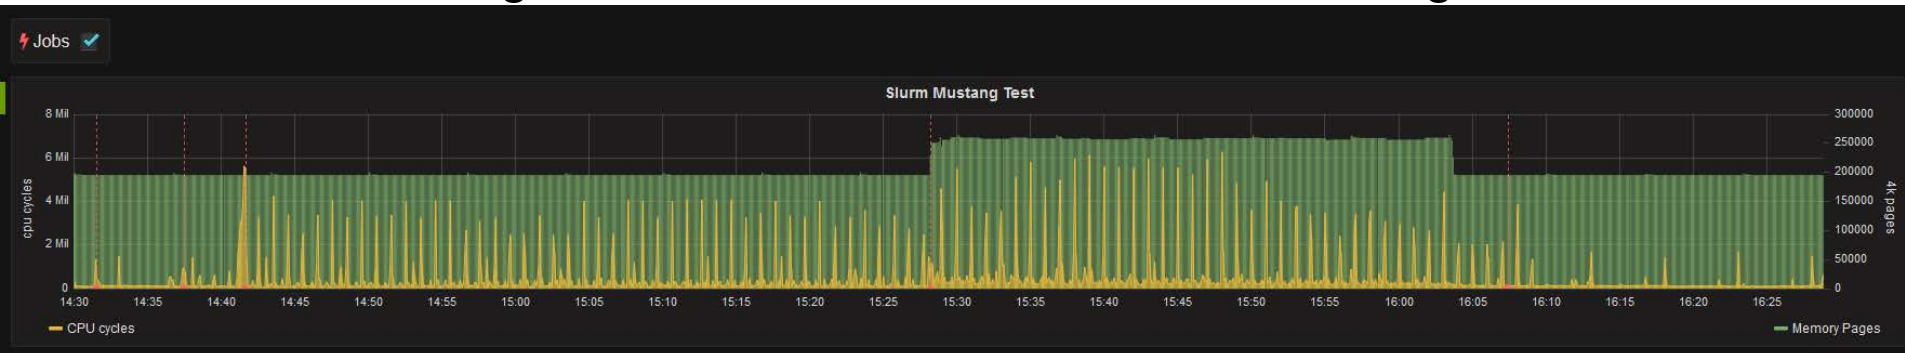 Jobs
Slurm Mustang Test
8 Mil
6 Mil
4 Mil
2 Mil
0
cpu cycles
300000
250000
200000
150000
100000
50000
0
4k pages
14:30 14:35 14:40 14:45 14:50 14:55 15:00 15:05 15:10 15:15 15:20 15:25 15:30 15:35 15:40 15:45 15:50 15:55 16:00 16:05 16:10 16:15 16:20 16:25
CPU cycles
Memory Pages